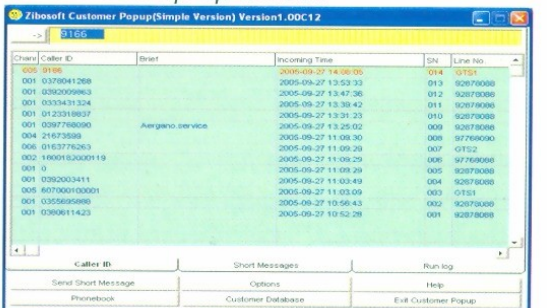 Zibosoft Customer Popup(Simple Version) Version1.00C12
-> 9166
Chann Caller ID Brief Incoming Time SN Line No.
005 9166 2005-09-27 14:08:05 014 GTS1
001 0378041268 2005-09-27 13:53:33 013 92878088
001 0392009863 2005-09-27 13:47:36 012 92878088
001 0333431324 2005-09-27 13:39:42 011 92878088
001 0123318837 2005-09-27 13:31:23 010 92878088
001 0397768090 Aergano.service 2005-09-27 13:25:02 009 92878088
004 21673599 2005-09-27 11:09:30 008 97768090
006 0163776263 2005-09-27 11:09:29 007 GTS2
002 1600182000119 2005-09-27 11:09:29 006 97768088
001 0 2005-09-27 11:09:29 005 92878088
001 0392003411 2005-09-27 11:03:49 004 92878088
005 607000100001 2005-09-27 11:03:09 003 GTS1
001 0355695880 2005-09-27 10:56:43 002 92878088
001 0380611423 2005-09-27 10:52:28 001 92878088
Caller ID Short Messages Run log
Send Short Message Options Help
Phonebook Customer Database Exit Customer Popup